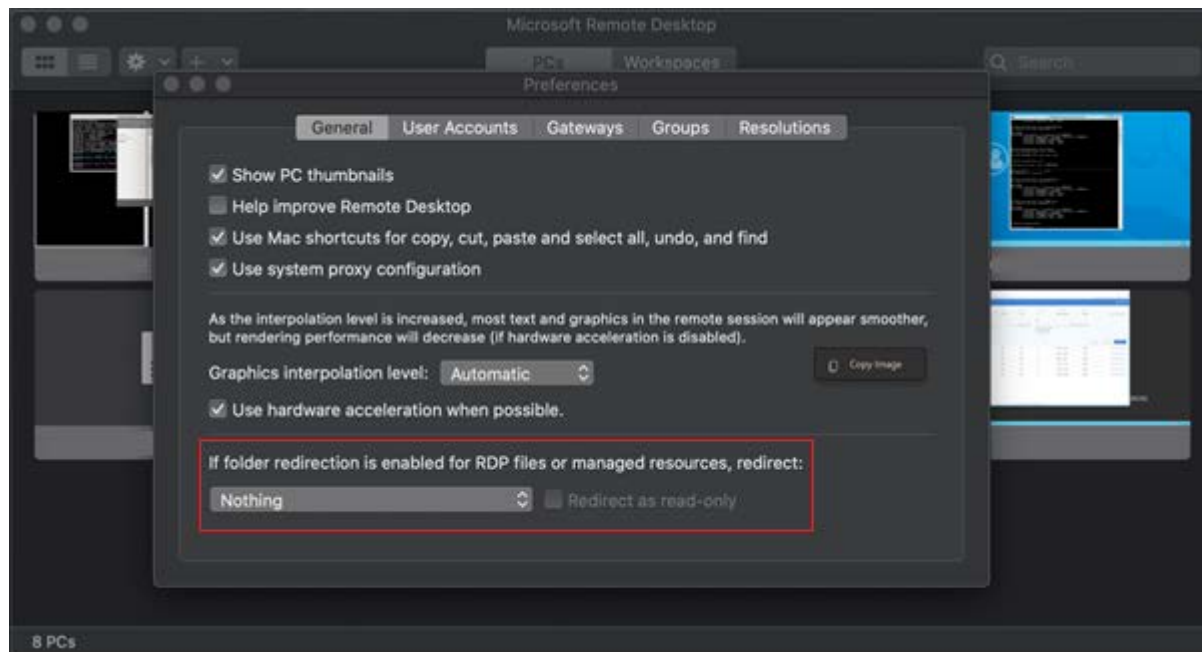 Microsoft Remote Desktop
PCs Workspaces
Search
Preferences
General User Accounts Gateways Groups Resolutions
Show PC thumbnails
Help improve Remote Desktop
Use Mac shortcuts for copy, cut, paste and select all, undo, and find
Use system proxy configuration
As the interpolation level is increased, most text and graphics in the remote session will appear smoother,
but rendering performance will decrease (if hardware acceleration is disabled).
Graphics interpolation level: Automatic
Copy Image
Use hardware acceleration when possible.
If folder redirection is enabled for RDP files or managed resources, redirect:
Nothing Redirect as read-only
8 PCs